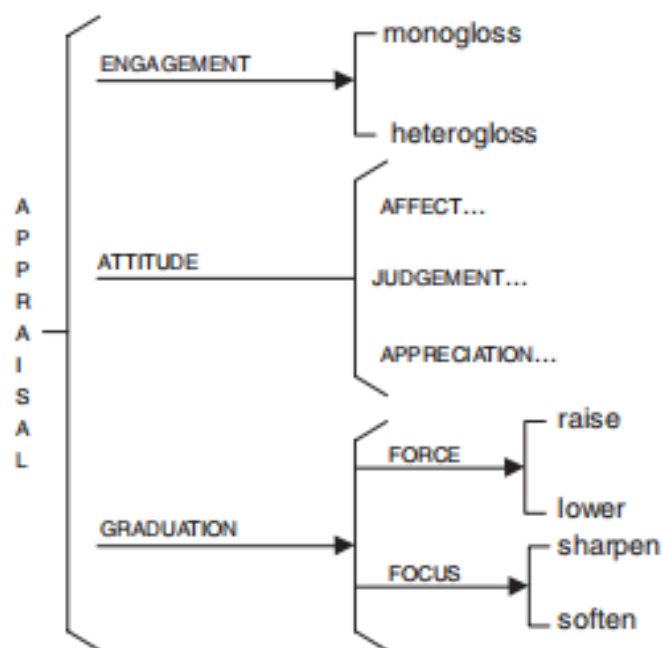 APPRAISAL
ENGAGEMENT
monogloss
heterogloss
ATTITUDE
AFFECT...
JUDGEMENT...
APPRECIATION...
GRADUATION
FORCE
raise
lower
FOCUS
sharpen
soften